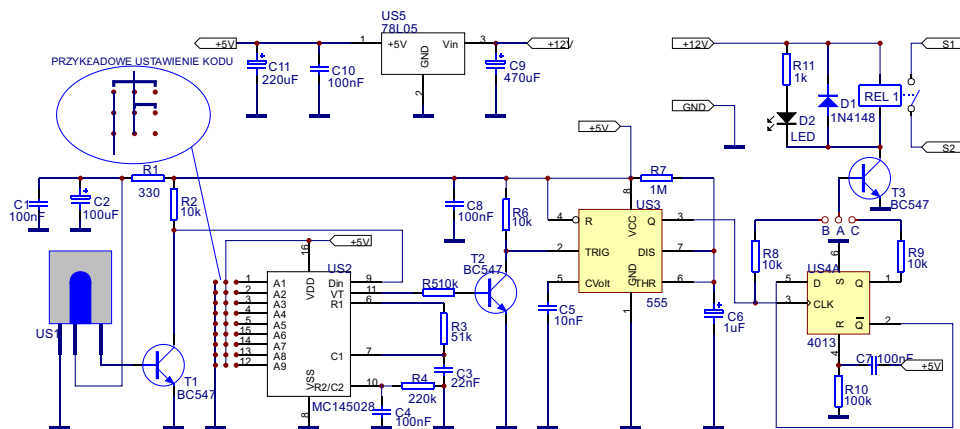 US5
78L05
+5V
1
+5V
Vin
3
+12V
GND
2
C11
220uF
C10
100nF
C9
470uF
+12V
GND
R11
1k
D2
LED
D1
1N4148
REL 1
S1
S2
T3
BC547
PRZYKŁADOWE USTAWIENIE KODU
R1
330
C1
100nF
C2
100uF
R2
10k
C8
100nF
R6
10k
+5V
R7
1M
US3
4
R
VCC
8
Q
3
2
TRIG
DIS
7
5
CVolt
GND
THR
6
1
555
C5
10nF
C6
1uF
B A C
R8
10k
R9
10k
US4A
6
5
D
S
Q
1
3
CLK
R
Q
2
4
4013
C7
100nF
+5V
R10
100k
US1
T1
BC547
+5V
16
US2
1
A1
2
A2
3
A3
4
A4
5
A5
15
A6
14
A7
13
A8
12
A9
VDD
VSS
8
Din
9
VT
11
R1
6
C1
7
R2/C2
10
MC145028
R5
10k
T2
BC547
R3
51k
C3
22nF
R4
220k
C4
100nF